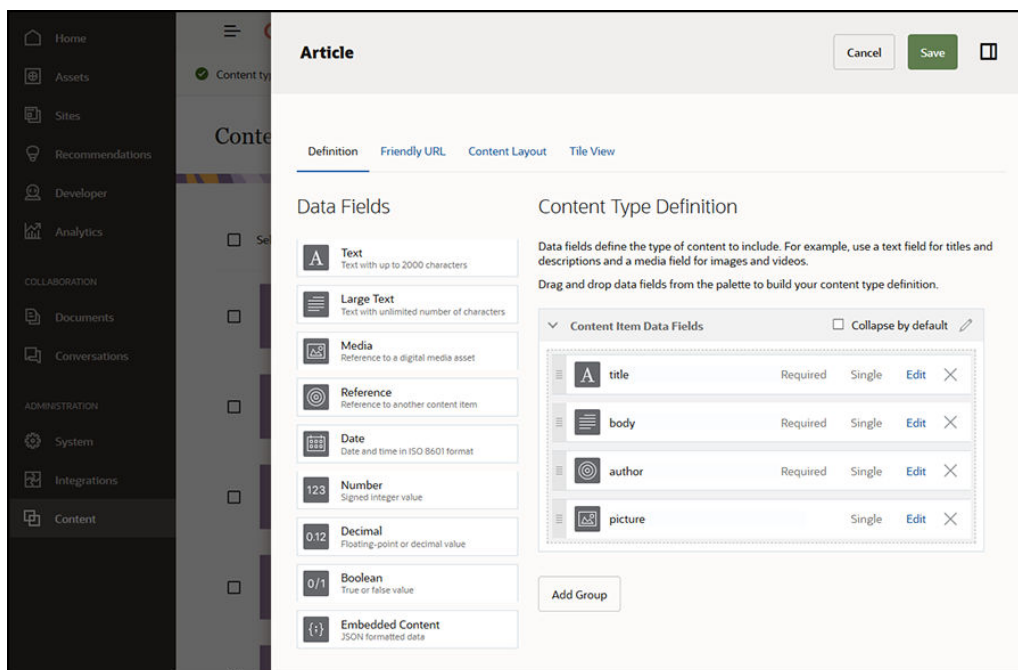 Home
Assets
Sites
Recommendations
Developer
Analytics
COLLABORATION
Documents
Conversations
ADMINISTRATION
System
Integrations
Content
Content
Article
Cancel
Save
Definition
Friendly URL
Content Layout
Tile View
Data Fields
A
Text
Text with up to 2000 characters
Large Text
Text with unlimited number of characters
Media
Reference to a digital media asset
Reference
Reference to another content item
Date
Date and time in ISO 8601 format
123
Number
Signed integer value
0.12
Decimal
Floating-point or decimal value
0/1
Boolean
True or false value
{;}
Embedded Content
JSON formatted data
Content Type Definition
Data fields define the type of content to include. For example, use a text field for titles and
descriptions and a media field for images and videos.
Drag and drop data fields from the palette to build your content type definition.
Content Item Data Fields
Collapse by default
A title Required Single Edit
body Required Single Edit
author Required Single Edit
picture Single Edit
Add Group